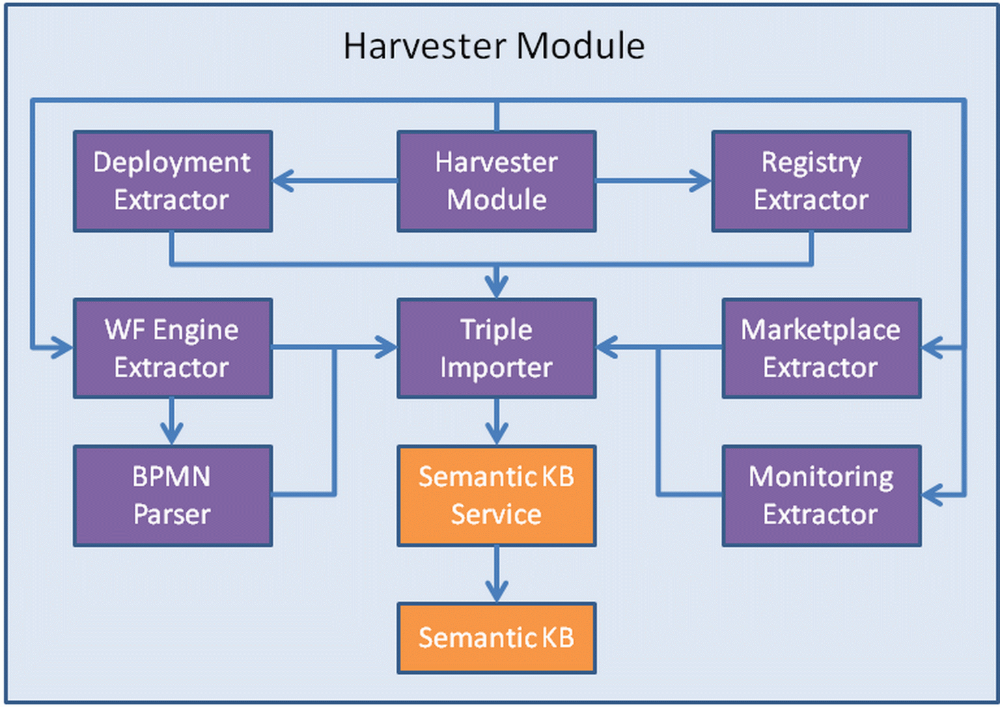 Harvester Module
Deployment
Extractor
Harvester
Module
Registry
Extractor
WF Engine
Extractor
Triple
Importer
Marketplace
Extractor
BPMN
Parser
Semantic KB
Service
Monitoring
Extractor
Semantic KB